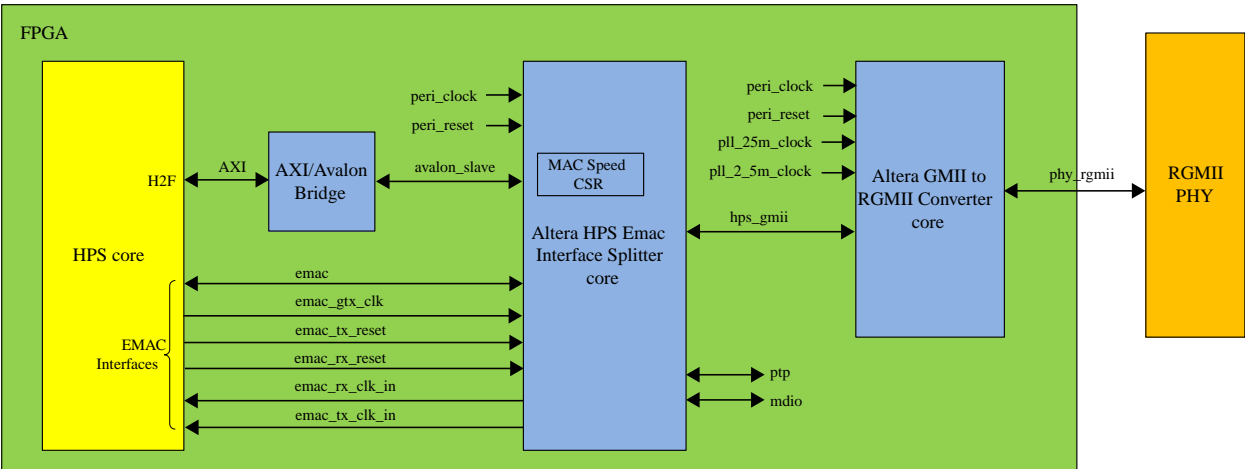 FPGA
HPS core
H2F
EMAC
Interfaces
AXI
AXI/Avalon
Bridge
avalon_slave
peri_clock
peri_reset
MAC Speed
CSR
Altera HPS Emac
Interface Splitter
core
emac
emac_gtx_clk
emac_tx_reset
emac_rx_reset
emac_rx_clk_in
emac_tx_clk_in
hps_gmii
ptp
mdio
peri_clock
peri_reset
pll_25m_clock
pll_2_5m_clock
Altera GMII to
RGMII Converter
core
phy_rgmii
RGMII
PHY